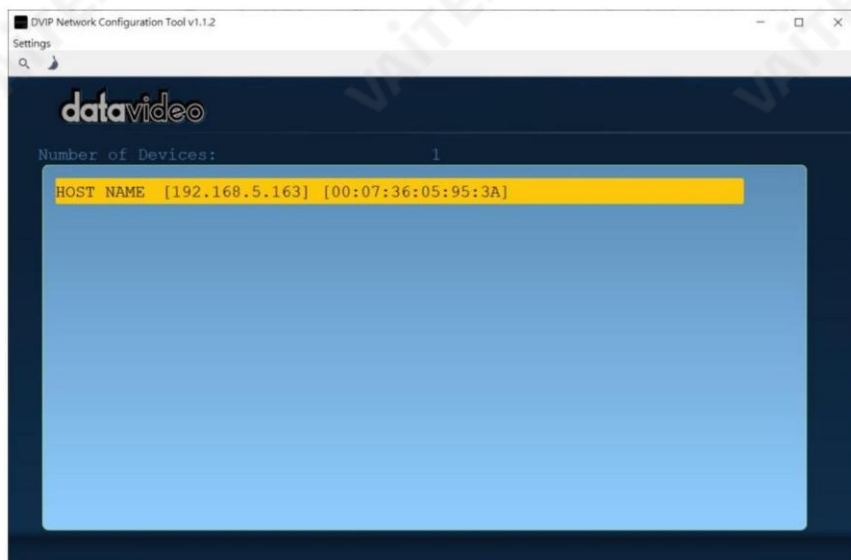 DVIP Network Configuration Tool v1.1.2
Settings
datavideo
Number of Devices: 1
HOST NAME [192.168.5.163] [00:07:36:05:95:3A]